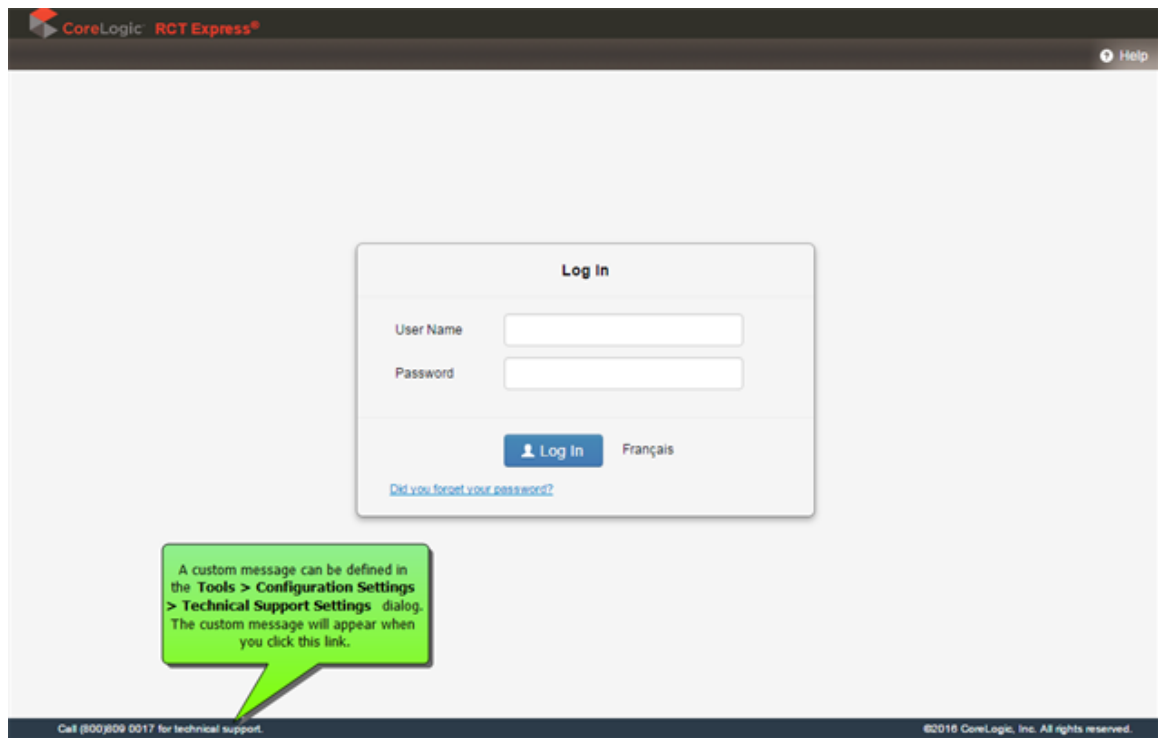 CoreLogic RCT Express®
Help
Log In
User Name
Password
Log In Français
Did you forget your password?
A custom message can be defined in
the Tools > Configuration Settings
> Technical Support Settings dialog.
The custom message will appear when
you click this link.
Call (800)809 0017 for technical support. ©2016 CoreLogic, Inc. All rights reserved.